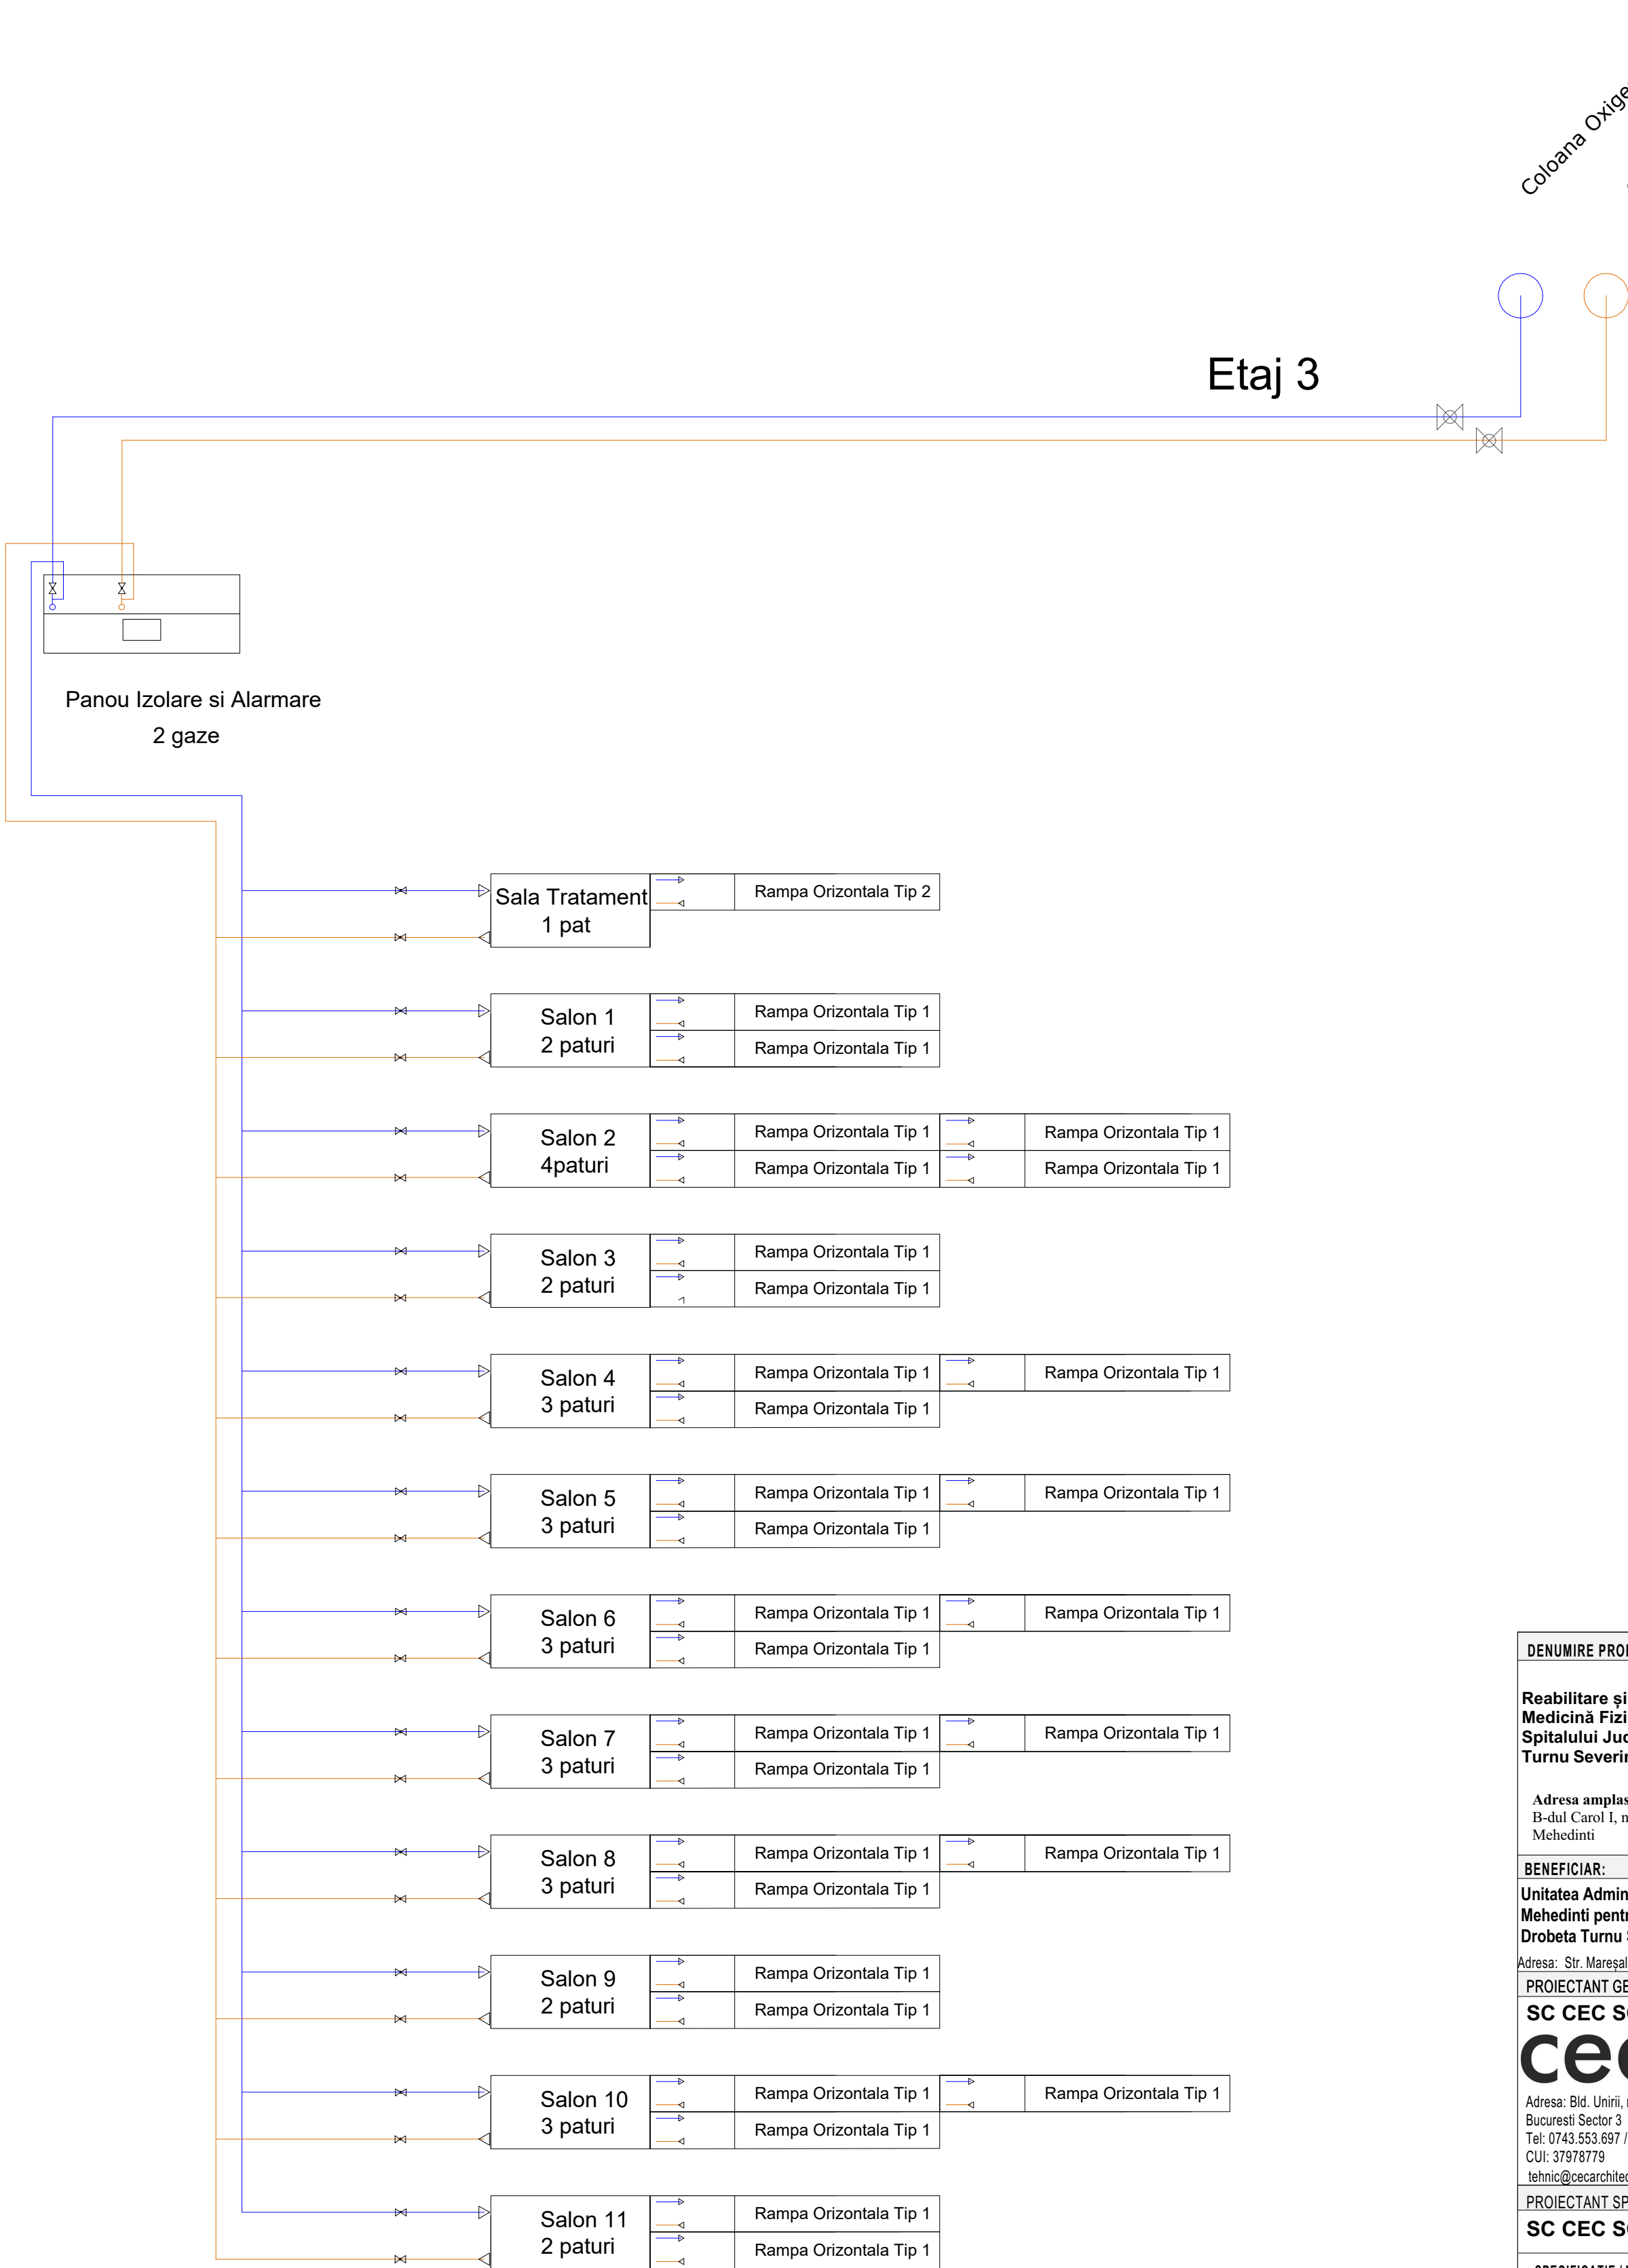 Coloana
Etaj 3
Panou Izolare si Alarmare
2 gaze
Sala Tratament
1 pat
Rampa Orizontala Tip 2
Salon 1
2 paturi
Rampa Orizontala Tip 1
Rampa Orizontala Tip 1
Salon 2
4paturi
Rampa Orizontala Tip 1 Rampa Orizontala Tip 1
Rampa Orizontala Tip 1 Rampa Orizontala Tip 1
Salon 3
2 paturi
Rampa Orizontala Tip 1
Rampa Orizontala Tip 1
Salon 4
3 paturi
Rampa Orizontala Tip 1 Rampa Orizontala Tip 1
Rampa Orizontala Tip 1
Salon 5
3 paturi
Rampa Orizontala Tip 1 Rampa Orizontala Tip 1
Rampa Orizontala Tip 1
Salon 6
3 paturi
Rampa Orizontala Tip 1 Rampa Orizontala Tip 1
Rampa Orizontala Tip 1
Salon 7
3 paturi
Rampa Orizontala Tip 1 Rampa Orizontala Tip 1
Rampa Orizontala Tip 1
Salon 8
3 paturi
Rampa Orizontala Tip 1 Rampa Orizontala Tip 1
Rampa Orizontala Tip 1
Salon 9
2 paturi
Rampa Orizontala Tip 1
Rampa Orizontala Tip 1
Salon 10
3 paturi
Rampa Orizontala Tip 1 Rampa Orizontala Tip 1
Rampa Orizontala Tip 1
Salon 11
2 paturi
Rampa Orizontala Tip 1
Rampa Orizontala Tip 1
DENUMIRE
Reabilitare și
Medicină
Spitalului
Turnu
Adresa
B-dul Carol I,
Mehedinti
BENEFICIAR:
Unitatea
Mehedinti
Drobeta Turnu
Adresa: Str. Mareșal
PROIECTANT
SC CEC
cec
Adresa: Bld. Unirii,
Bucuresti Sector 3
Tel: 0743.553.697 /
CUI: 37978779
PROIECTANT
SC CEC